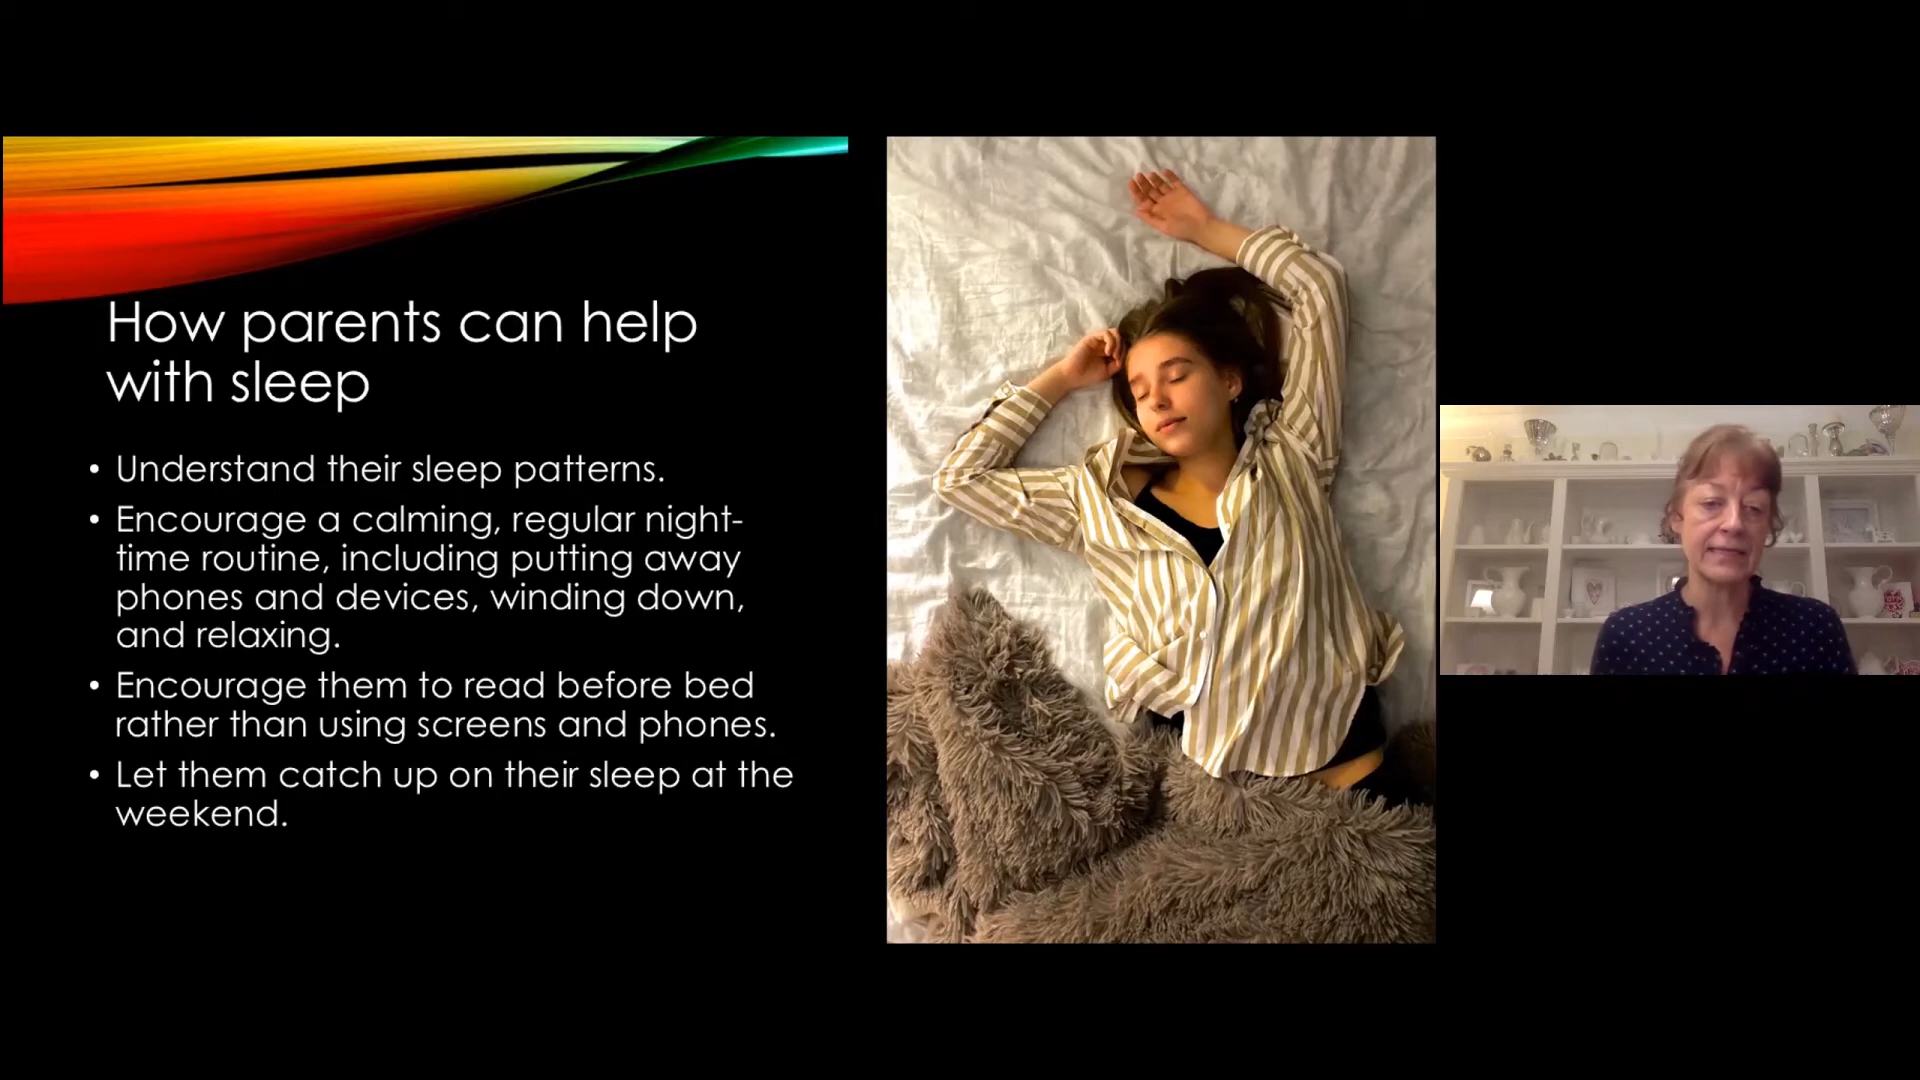 How parents can help
with sleep
• Understand their sleep patterns.
• Encourage a calming, regular night-
time routine, including putting away
phones and devices, winding down,
and relaxing.
• Encourage them to read before bed
rather than using screens and phones.
• Let them catch up on their sleep at the
weekend.